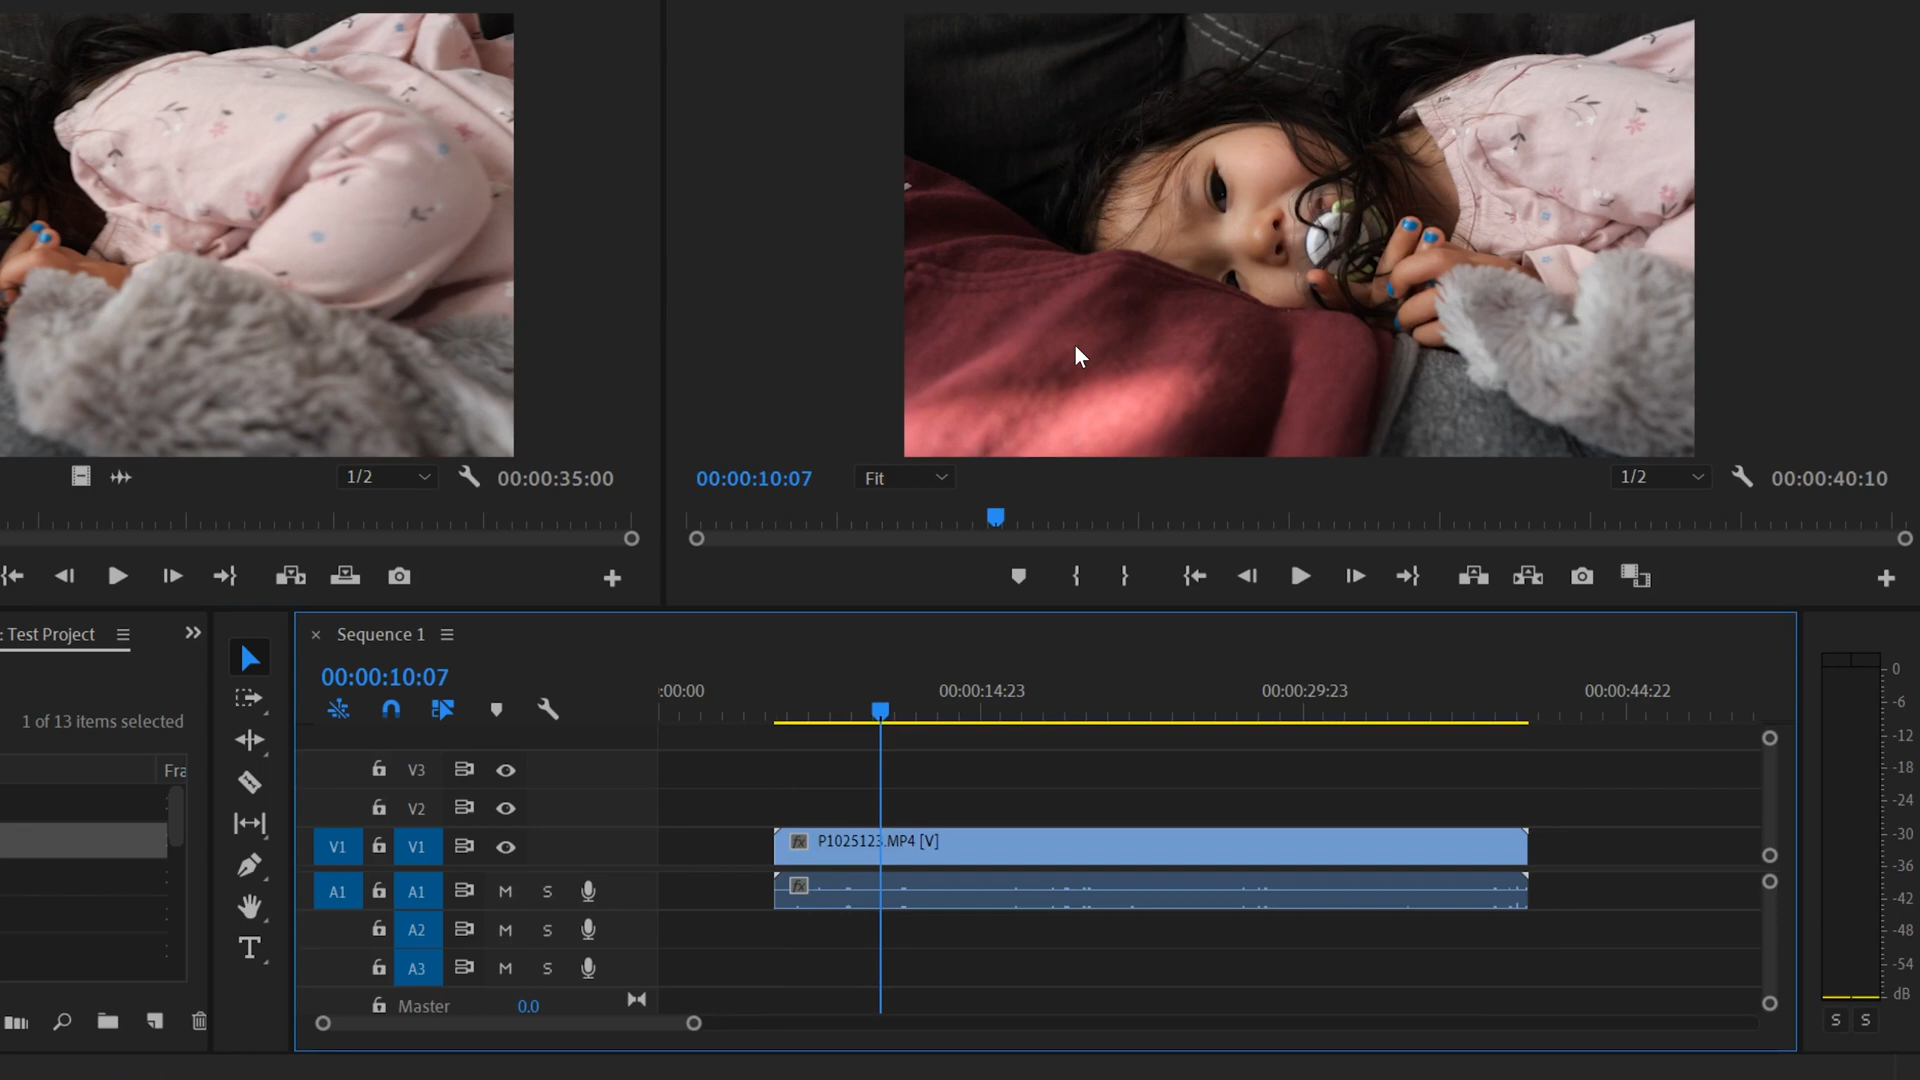 1/2
00:00:35:00
00:00:10:07
Fit
1/2
00:00:40:10
: Test Project
1 of 13 items selected
Fra
× Sequence 1
00:00:10:07
:00:00
00:00:14:23
00:00:29:23
00:00:44:22
V3
V2
V1 V1
fx P1025123.MP4 [V]
A1 A1 M S
fx
A2 M S
A3 M S
Master 0.0
0
-6
-12
-18
-24
-30
-36
-42
-48
-54
dB
S S
T